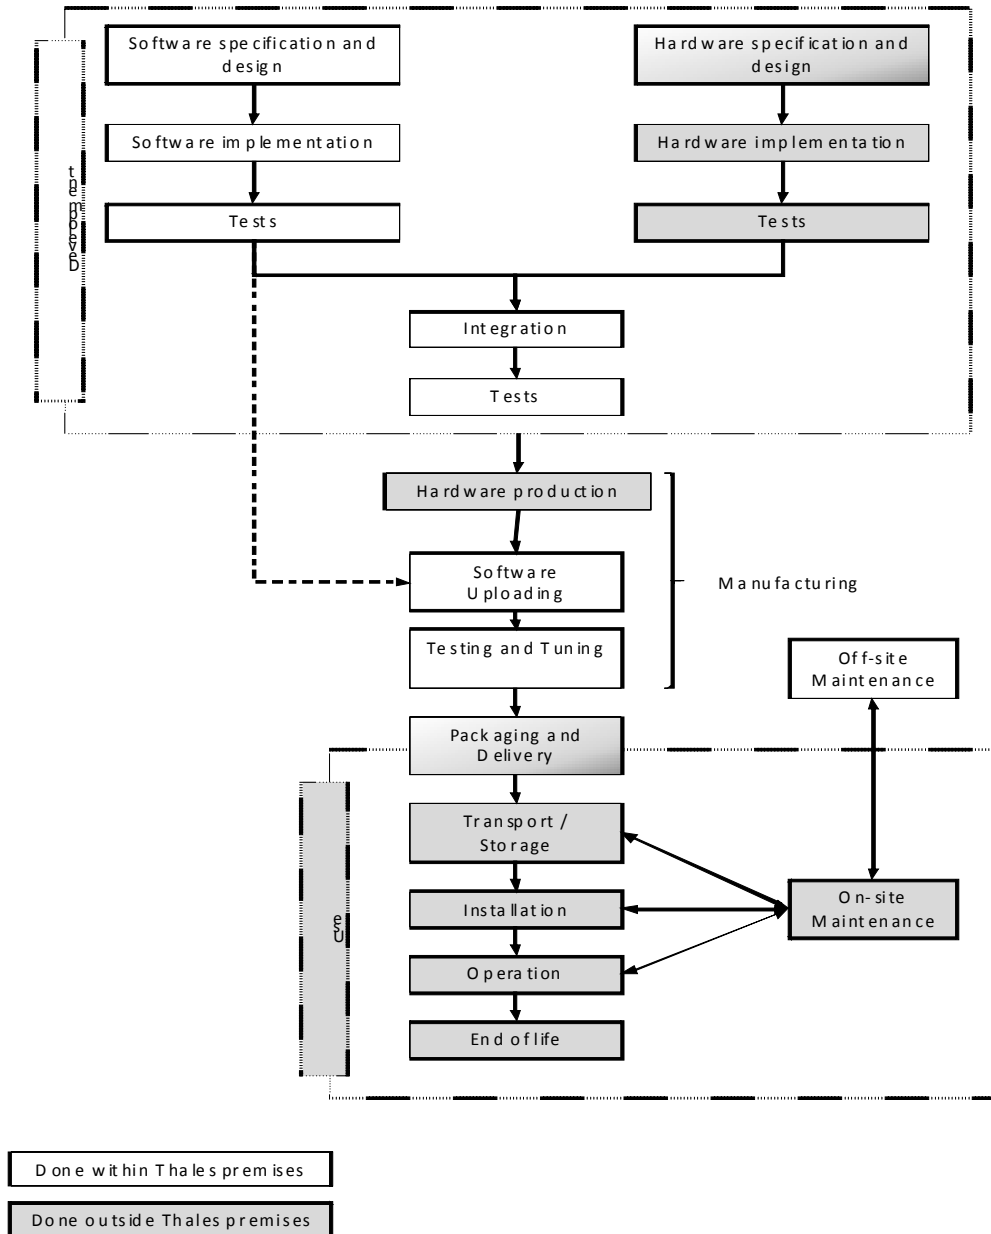 Software specification and
design
Hardware specification and
design
Software implementation
Hardware implementation
Development
Tests
Tests
Integration
Tests
Hardware production
Software
Uploading
Manufacturing
Testing and Tuning
Off-site
Maintenance
Packaging and
Delivery
Transport /
Storage
On-site
Maintenance
Installation
Use
Operation
End of life
Done within Thales premises
Done outside Thales premises